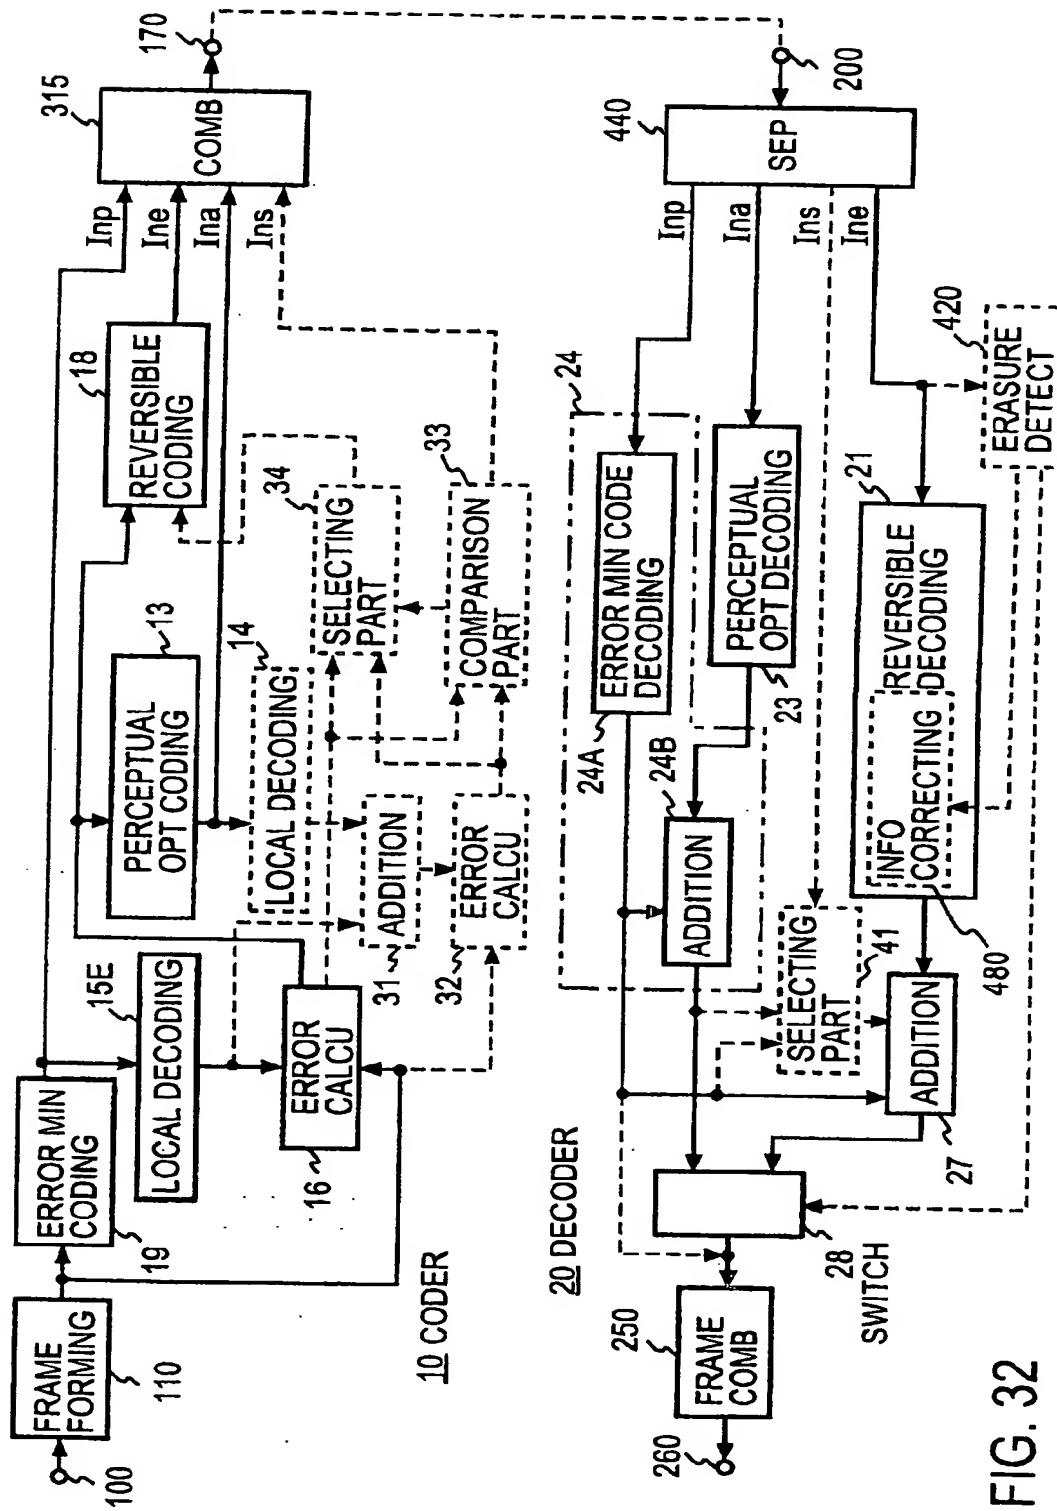 100
FRAME
FORMING
110
ERROR MIN
CODING
19
LOCAL DECODING
15E
ERROR
CALCU
16
PERCEPTUAL
OPT CODING
13
LOCAL DECODING
14
ADDITION
31
ERROR
CALCU
32
REVERSIBLE
CODING
18
SELECTING
PART
34
COMPARISON
PART
33
Inp
Ine
Ina
Ins
COMB
315
170
10 CODER
200
SEP
440
Inp
Ina
Ins
Ine
ERASURE
DETECT
420
24
ERROR MIN CODE
DECODING
24A
PERCEPTUAL
OPT DECODING
23
ADDITION
24B
REVERSIBLE
DECODING
21
INFO
CORRECTING
480
SELECTING
PART
41
ADDITION
27
28
SWITCH
FRAME
COMB
250
260
20 DECODER
FIG. 32